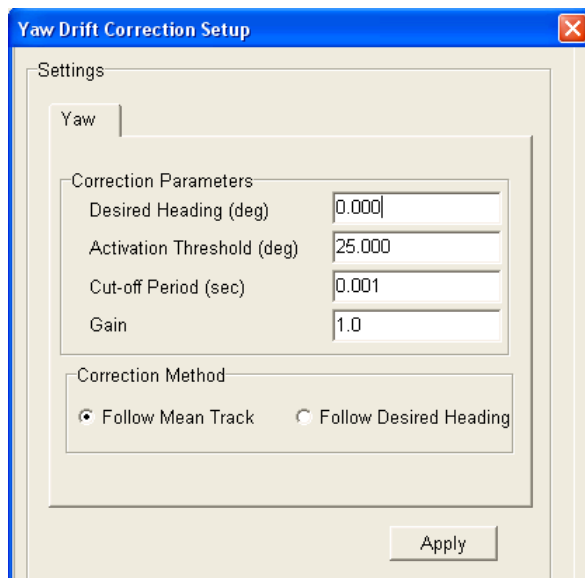 Yaw Drift Correction Setup
Settings
Yaw
Correction Parameters
Desired Heading (deg) 0.000
Activation Threshold (deg) 25.000
Cut-off Period (sec) 0.001
Gain 1.0
Correction Method
Follow Mean Track Follow Desired Heading
Apply